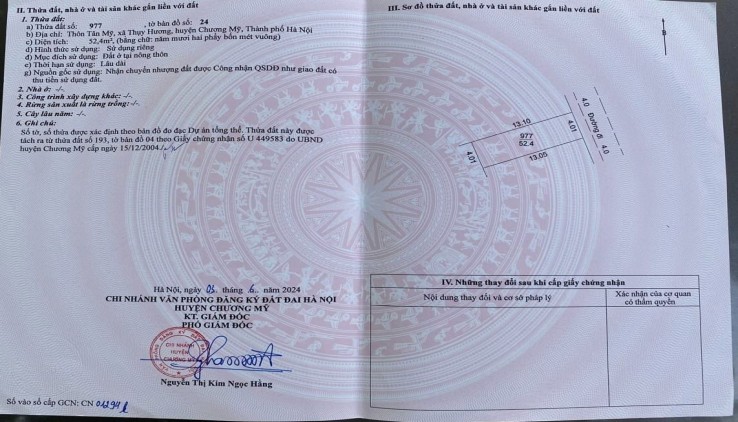 II. Thửa đất, nhà ở và tài sản khác gắn liền với đất
1. Thửa đất:
a) Thửa đất số: 977 , tờ bản đồ số: 24
b) Địa chỉ: Thôn Tân Mỹ, xã Thụy Hương, huyện Chương Mỹ, Thành phố Hà Nội
c) Diện tích: 52,4m², (bằng chữ: năm mươi hai phẩy bốn mét vuông)
d) Hình thức sử dụng: Sử dụng riêng
đ) Mục đích sử dụng: Đất ở tại nông thôn
e) Thời hạn sử dụng: Lâu dài
g) Nguồn gốc sử dụng: Nhận chuyển nhượng đất được Công nhận QSDĐ như giao đất có
thu tiền sử dụng đất.
2. Nhà ở: -/-.
3. Công trình xây dựng khác: -/-.
4. Rừng sản xuất là rừng trồng: -/-.
5. Cây lâu năm: -/-.
6. Ghi chú:
Số tờ, số thửa được xác định theo bản đồ đo đạc Dự án tổng thể. Thửa đất này được
tách ra từ thửa đất số 193, tờ bản đồ 04 theo Giấy chứng nhận số U 449583 do UBND
huyện Chương Mỹ cấp ngày 15/12/2004./.
Hà Nội, ngày 03 tháng 6 năm 2024
CHI NHÁNH VĂN PHÒNG ĐĂNG KÝ ĐẤT ĐAI HÀ NỘI
HUYỆN CHƯƠNG MỸ
KT. GIÁM ĐỐC
PHÓ GIÁM ĐỐC
CHI NHÁNH
HUYỆN
CHƯƠNG MỸ
Nguyễn Thị Kim Ngọc Hằng
Số vào sổ cấp GCN: CN
III. Sơ đồ thửa đất, nhà ở và tài sản khác gắn liền với đất
B
4.0
13.10
4.01
Đường đi
977
52.4
4.01
13.05
4.0
IV. Những thay đổi sau khi cấp giấy chứng nhận
Nội dung thay đổi và cơ sở pháp lý
Xác nhận của cơ quan
có thẩm quyền